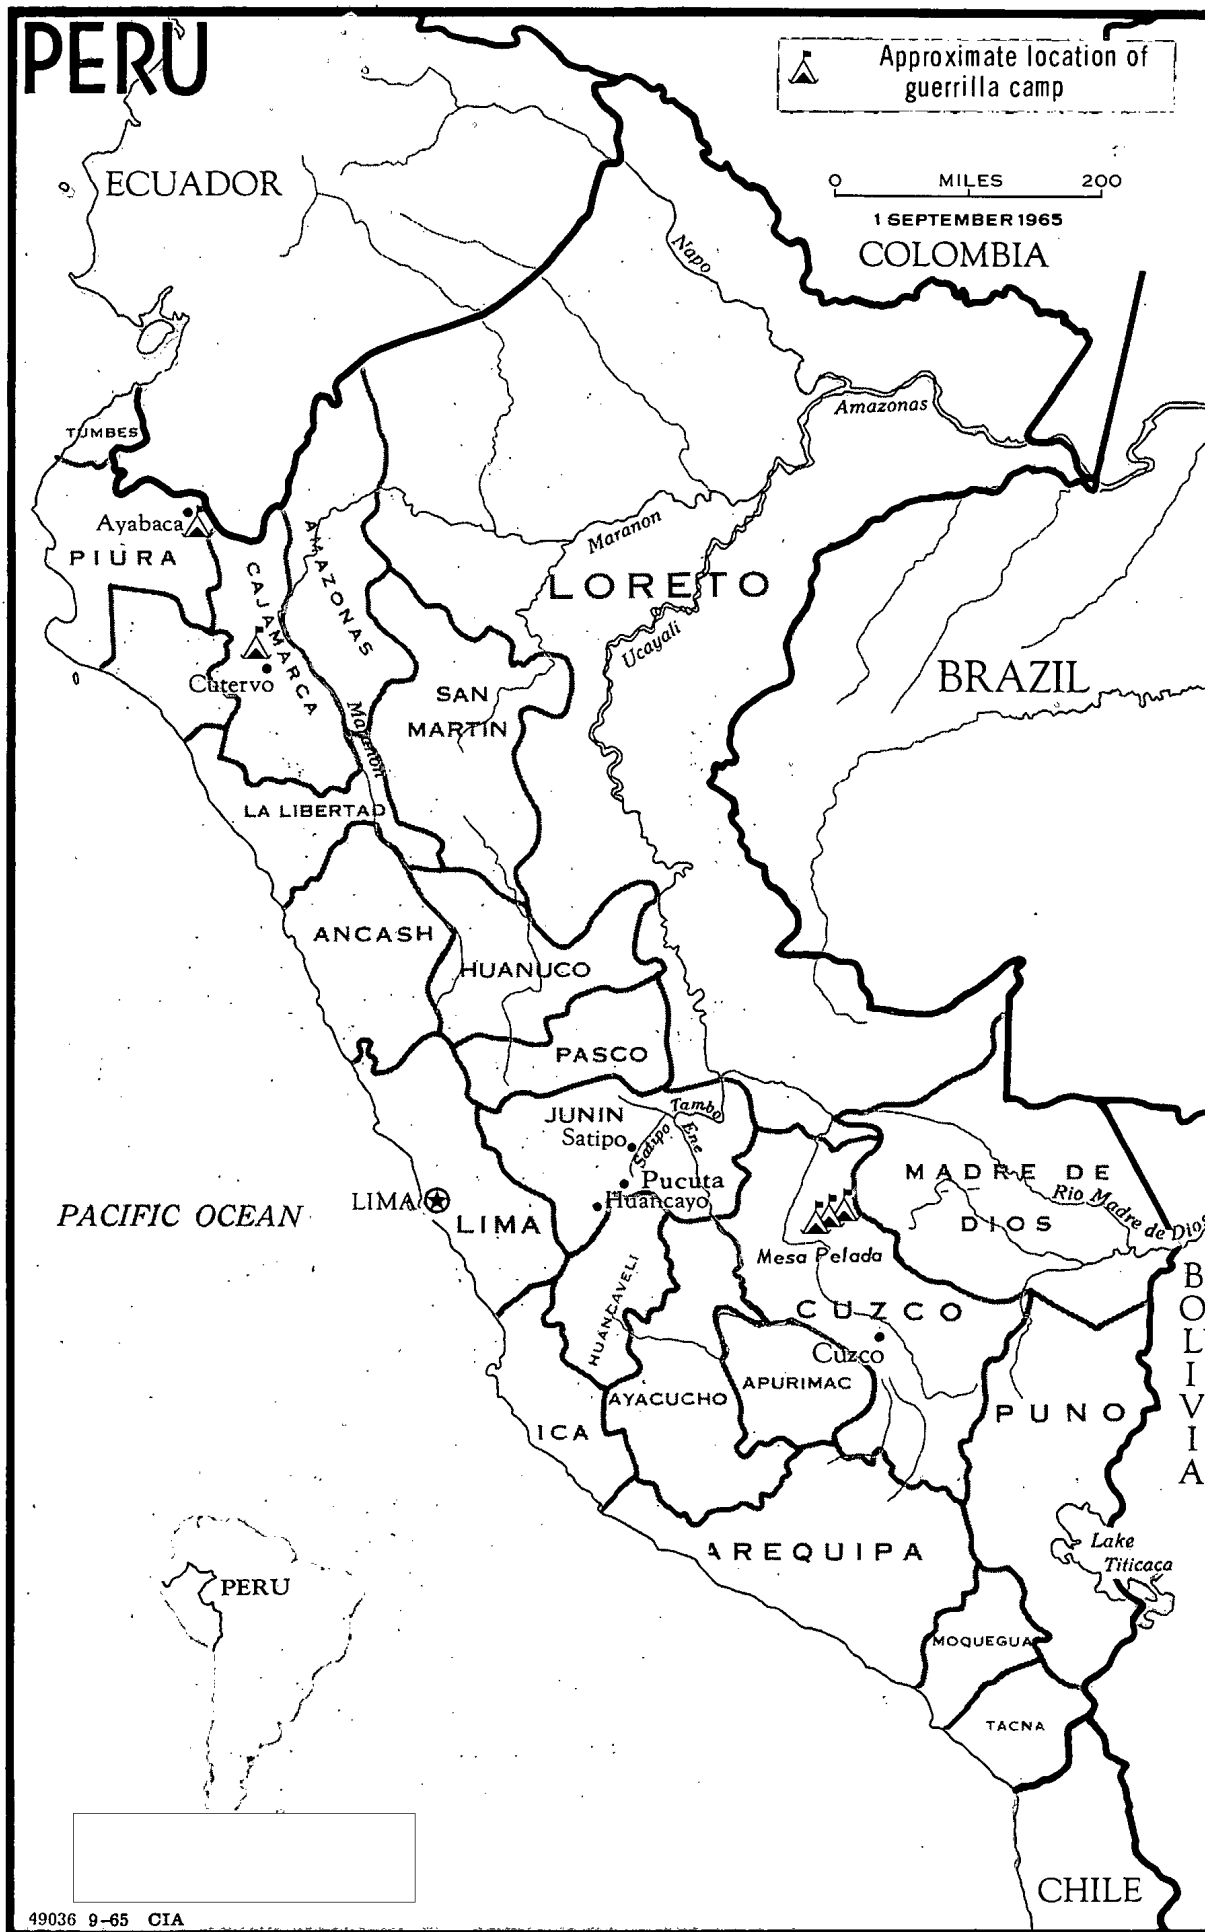 PERU
Approximate location of
guerrilla camp
ECUADOR
0 MILES 200
1 SEPTEMBER 1965
COLOMBIA
Napo
Amazonas
TUMBES
Ayabaca
PIURA
AMAZONAS
Maranon
LORETO
CAJAMARCA
Ucayali
BRAZIL
Cutervo
SAN
MARTIN
Maranon
LA LIBERTAD
ANCASH
HUANUCO
PASCO
JUNIN
Tambo
Satipo
Satipo
Ene
Pucuta
Huancayo
MADRE DE
DIOS
Rio Madre de Dios
PACIFIC OCEAN
LIMA
LIMA
Mesa Pelada
HUANCAVELI
CUZCO
Cuzco
BOLIVIA
AYACUCHO
APURIMAC
PUNO
ICA
AREQUIPA
Lake
Titicaca
PERU
MOQUEGUA
TACNA
CHILE
49036 9-65 CIA